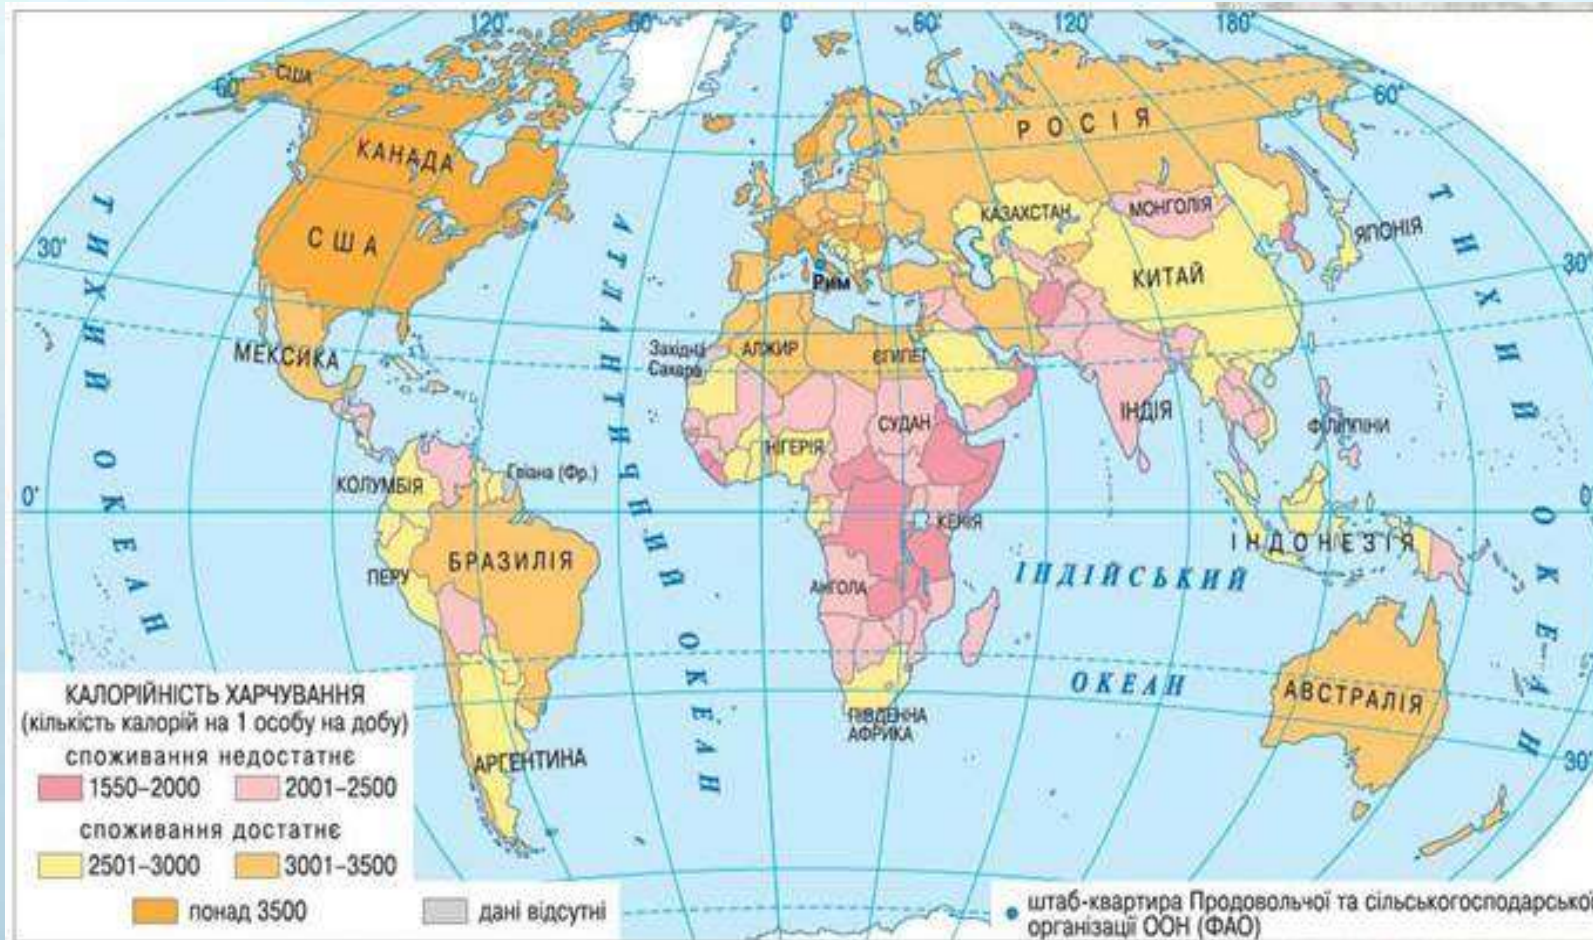 120°
60°
0°
60°
120°
180°
США
60°
60°
КАНАДА
РОСІЯ
США
КАЗАХСТАН
МОНГОЛІЯ
ЯПОНІЯ
30°
30°
КИТАЙ
Рим
ТИХИЙ ОКЕАН
АТЛАНТИЧНИЙ ОКЕАН
ТИХИЙ ОКЕАН
МЕКСИКА
Західна
Сахара
АЛЖИР
ЄГИПЕТ
СУДАН
ІНДІЯ
ФІЛІППІНИ
НІГЕРІЯ
КОЛУМБІЯ
Гвіана (Фр.)
0°
0°
КЕНІЯ
ІНДОНЕЗІЯ
БРАЗИЛІЯ
ПЕРУ
АНГОЛА
ІНДІЙСЬКИЙ
ОКЕАН
АВСТРАЛІЯ
ПІВДЕННА
АФРИКА
АРГЕНТИНА
30°
КАЛОРІЙНІСТЬ ХАРЧУВАННЯ
(кількість калорій на 1 особу на добу)
споживання недостатнє
1550–2000 2001–2500
споживання достатнє
2501–3000 3001–3500
понад 3500 дані відсутні
штаб-квартира Продовольчої та сільськогосподарської
організації ООН (ФАО)